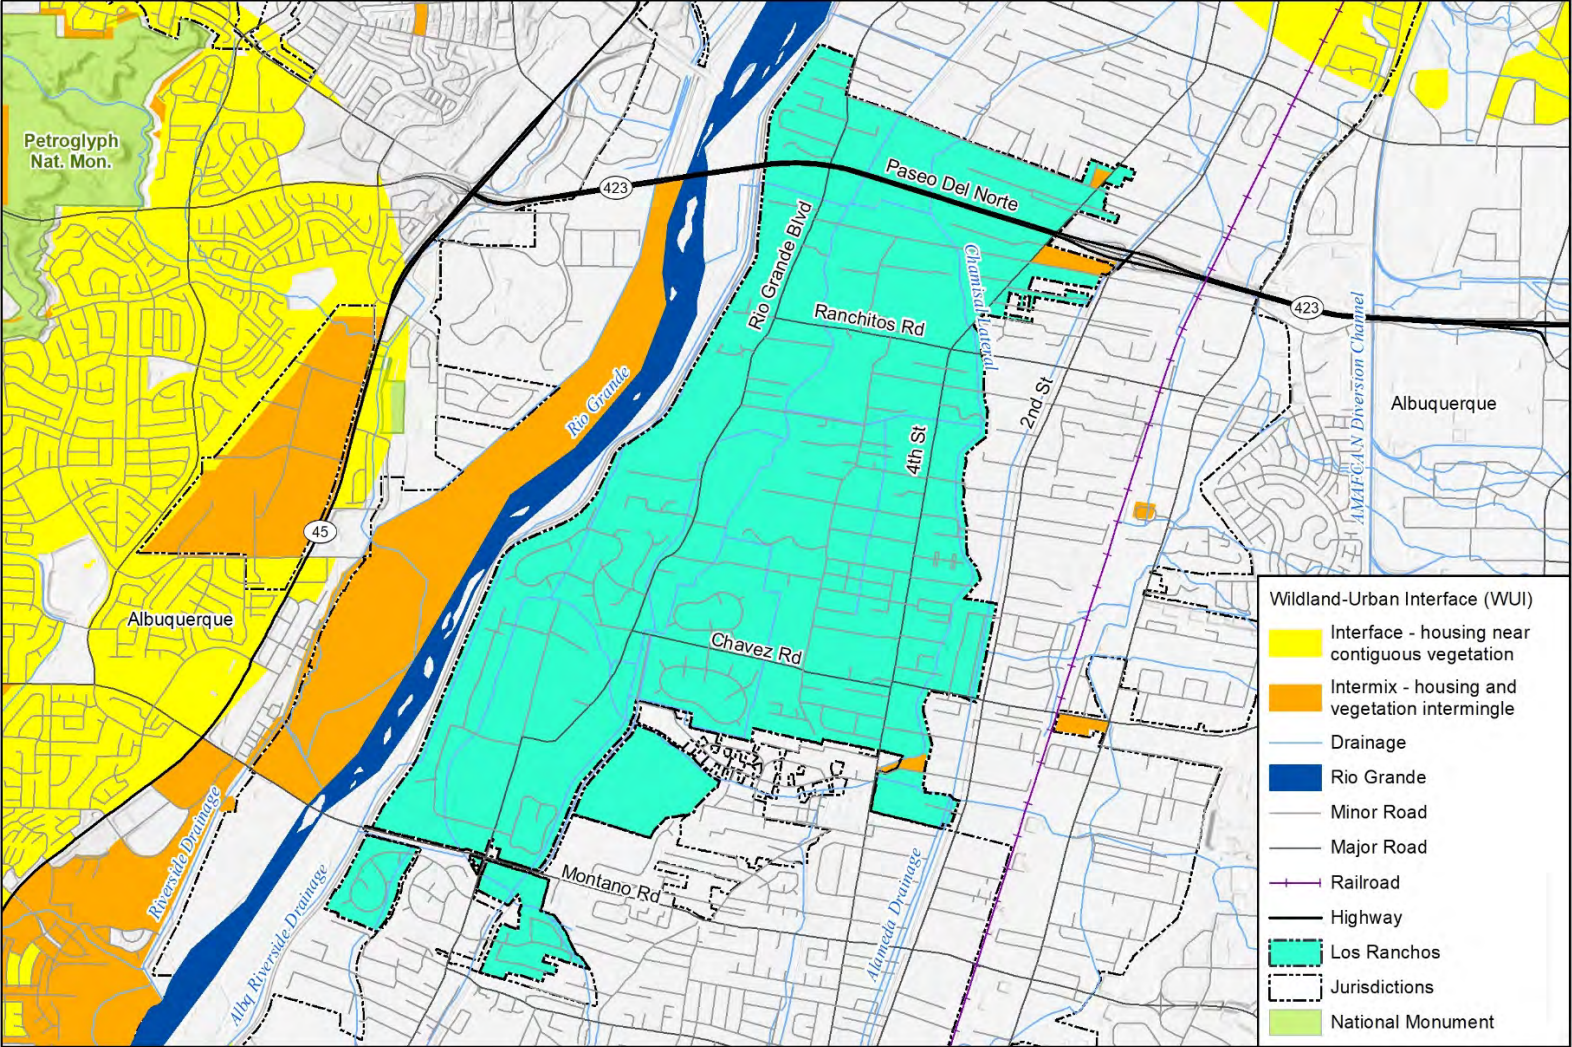 Petroglyph
Nat. Mon.
423
Paseo Del Norte
Rio Grande Blvd
Chamisal Lateral
Ranchitos Rd
423
AMAFCAN Diversion Channel
Rio Grande
2nd St
Albuquerque
4th St
45
Albuquerque
Chavez Rd
Riverside Drainage
Albq Riverside Drainage
Montano Rd
Alameda Drainage
Wildland-Urban Interface (WUI)
Interface - housing near
contiguous vegetation
Intermix - housing and
vegetation intermingle
Drainage
Rio Grande
Minor Road
Major Road
Railroad
Highway
Los Ranchos
Jurisdictions
National Monument